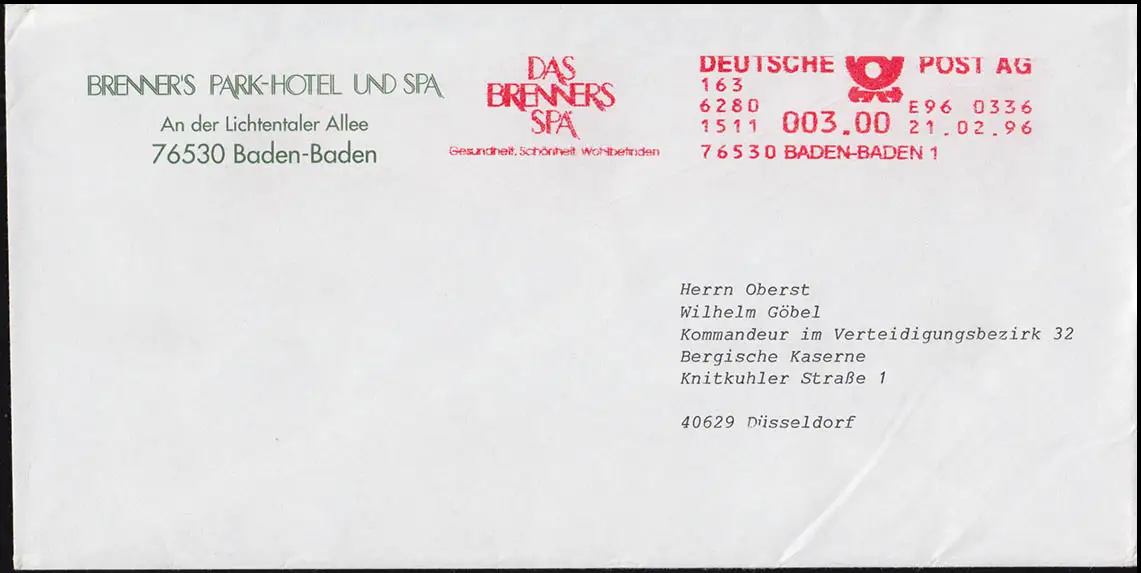 BRENNER'S PARK-HOTEL UND SPA
An der Lichtentaler Allee
76530 Baden-Baden
DAS
BRENNERS
SPA
Gesundheit, Schönheit, Wohlbefinden
DEUTSCHE POST AG
163
6280 E96 0336
1511 003.00 21.02.96
76530 BADEN-BADEN 1
Herrn Oberst
Wilhelm Göbel
Kommandeur im Verteidigungsbezirk 32
Bergische Kaserne
Knitkuhler Straße 1
40629 Düsseldorf